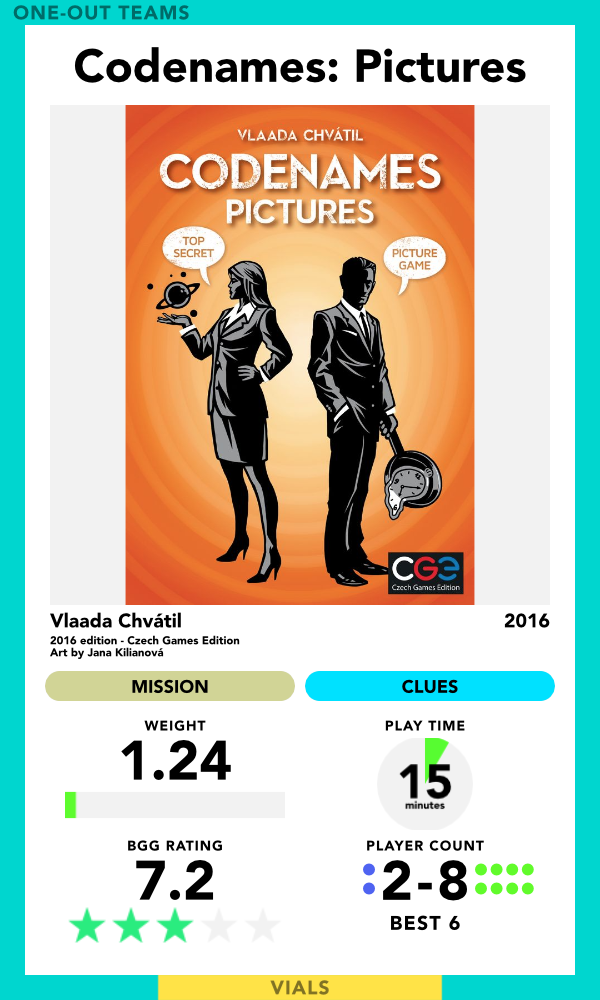 ONE-OUT TEAMS
Codenames: Pictures
VLAADA CHVÁTIL
CODENAMES
PICTURES
TOP
SECRET
PICTURE
GAME
CGE
Czech Games Edition
Vlaada Chvátil
2016
2016 edition - Czech Games Edition
Art by Jana Kilianová
MISSION
CLUES
WEIGHT
1.24
PLAY TIME
15
minutes
BGG RATING
7.2
PLAYER COUNT
2-8
BEST 6
VIALS